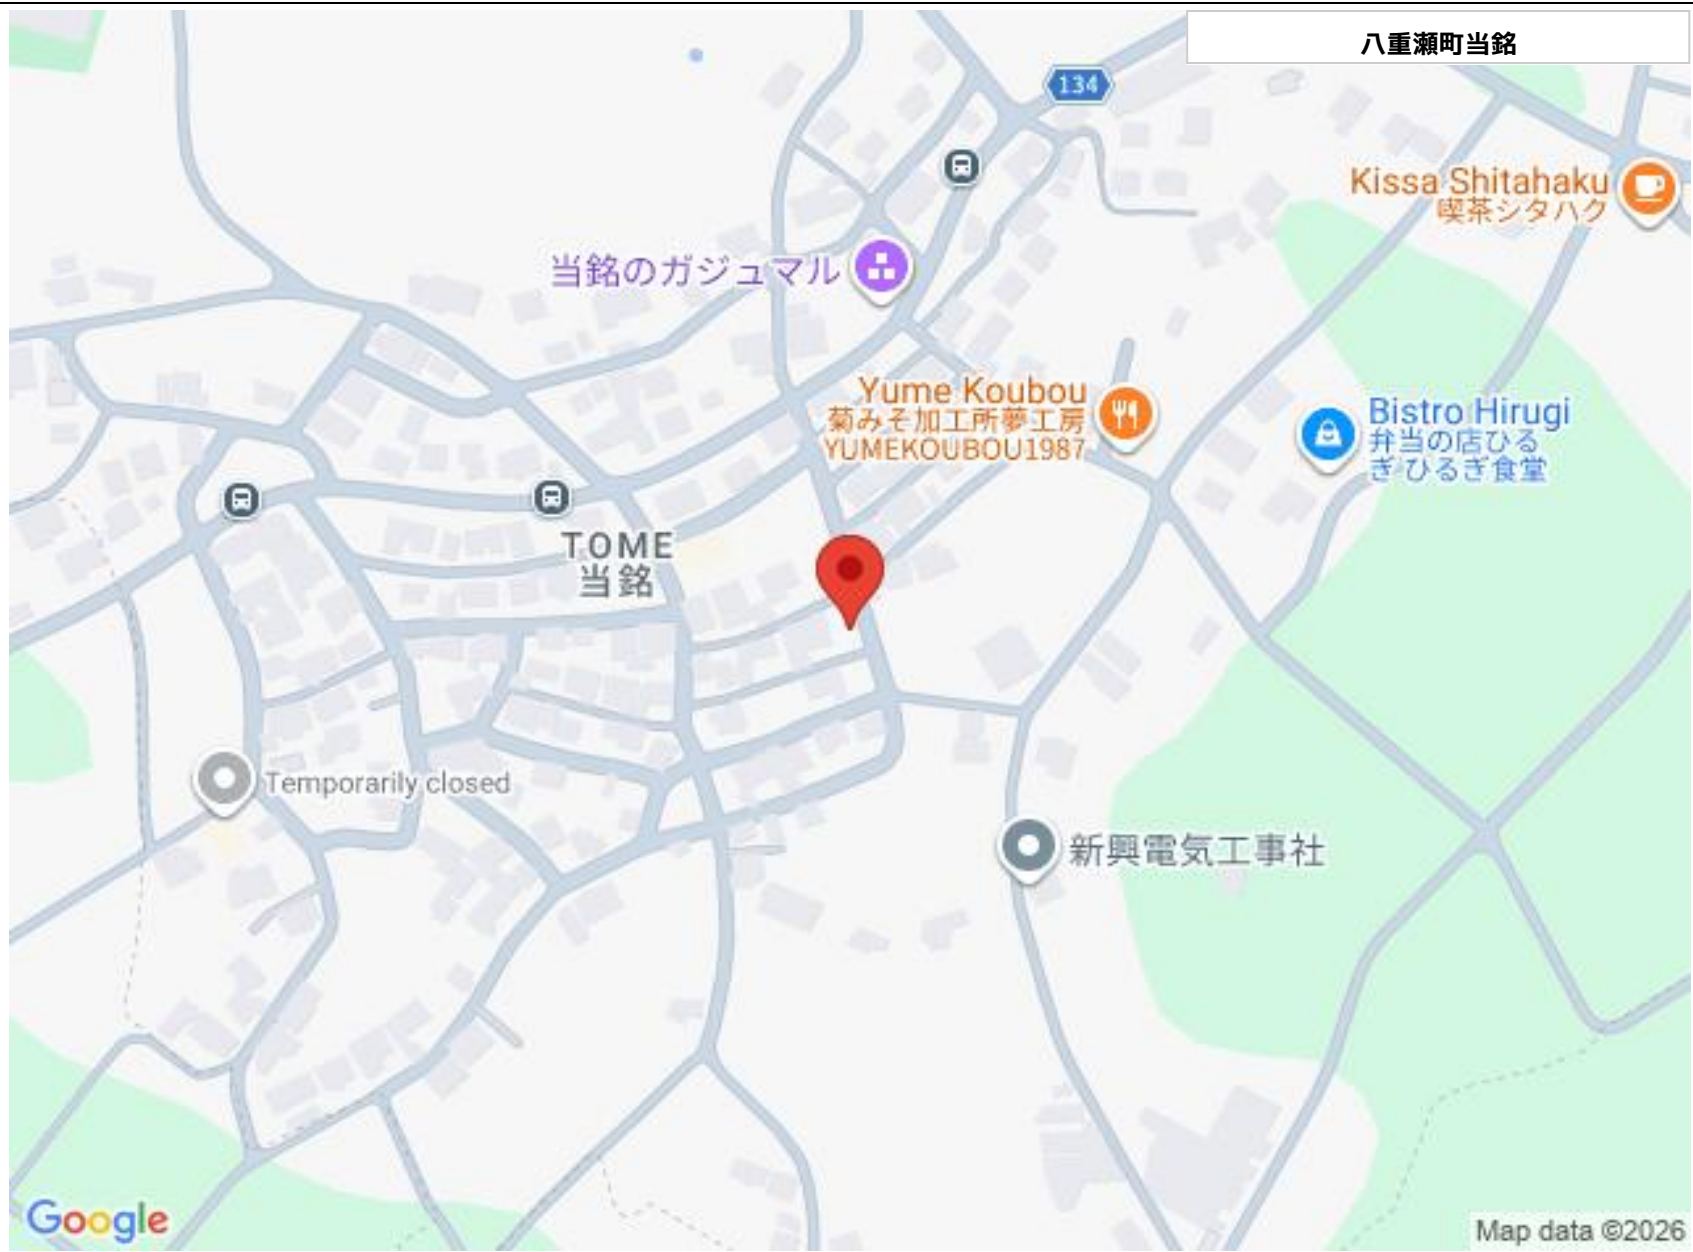 八重瀬町当銘
134
Kissa Shitahaku
喫茶シタハク
当銘のガジュマル
Yume Koubou
菊みそ加工所夢工房
YUMEKOUBOU1987
Bistro Hirugi
弁当の店ひる
ぎ ひるぎ食堂
TOME
当銘
Temporarily closed
新興電気工事社
Google
Map data ©2026